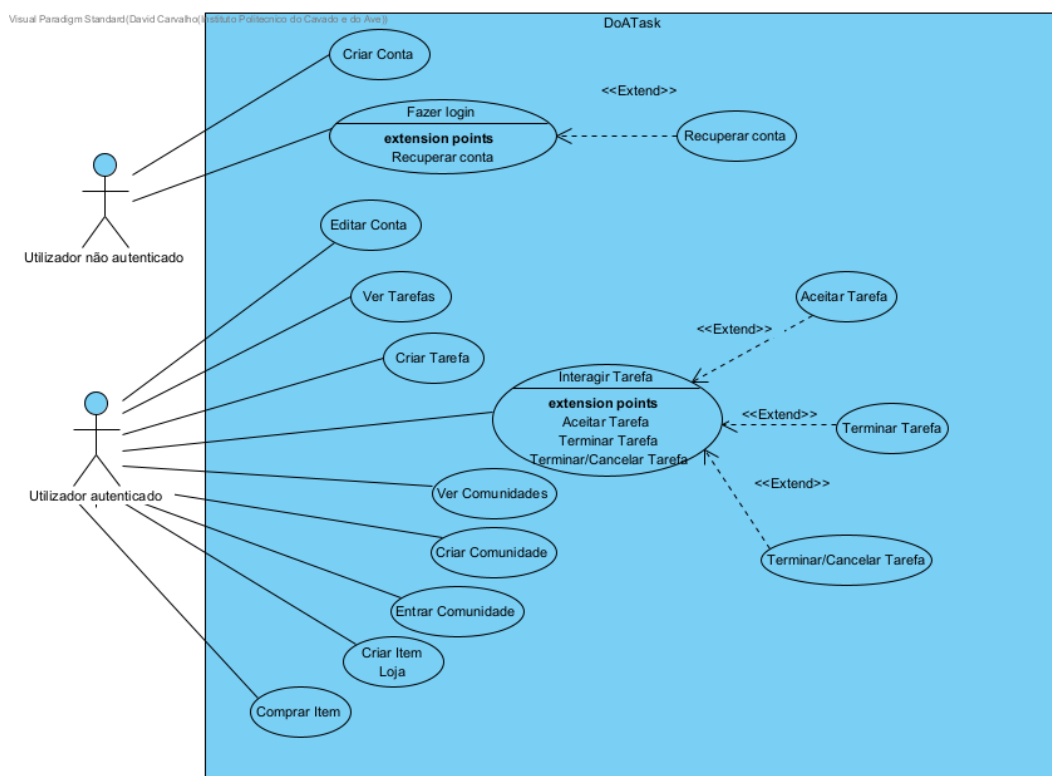 Visual Paradigm Standard(David Carvalho(Instituto Politecnico do Cavado e do Ave))
DoATask
Criar Conta
<<Extend>>
Fazer login
extension points
Recuperar conta
Recuperar conta
Utilizador não autenticado
Editar Conta
Ver Tarefas
Aceitar Tarefa
<<Extend>>
Criar Tarefa
Interagir Tarefa
extension points
Aceitar Tarefa
Terminar Tarefa
Terminar/Cancelar Tarefa
<<Extend>>
Terminar Tarefa
<<Extend>>
Utilizador autenticado
Ver Comunidades
Criar Comunidade
Terminar/Cancelar Tarefa
Entrar Comunidade
Criar Item
Loja
Comprar Item